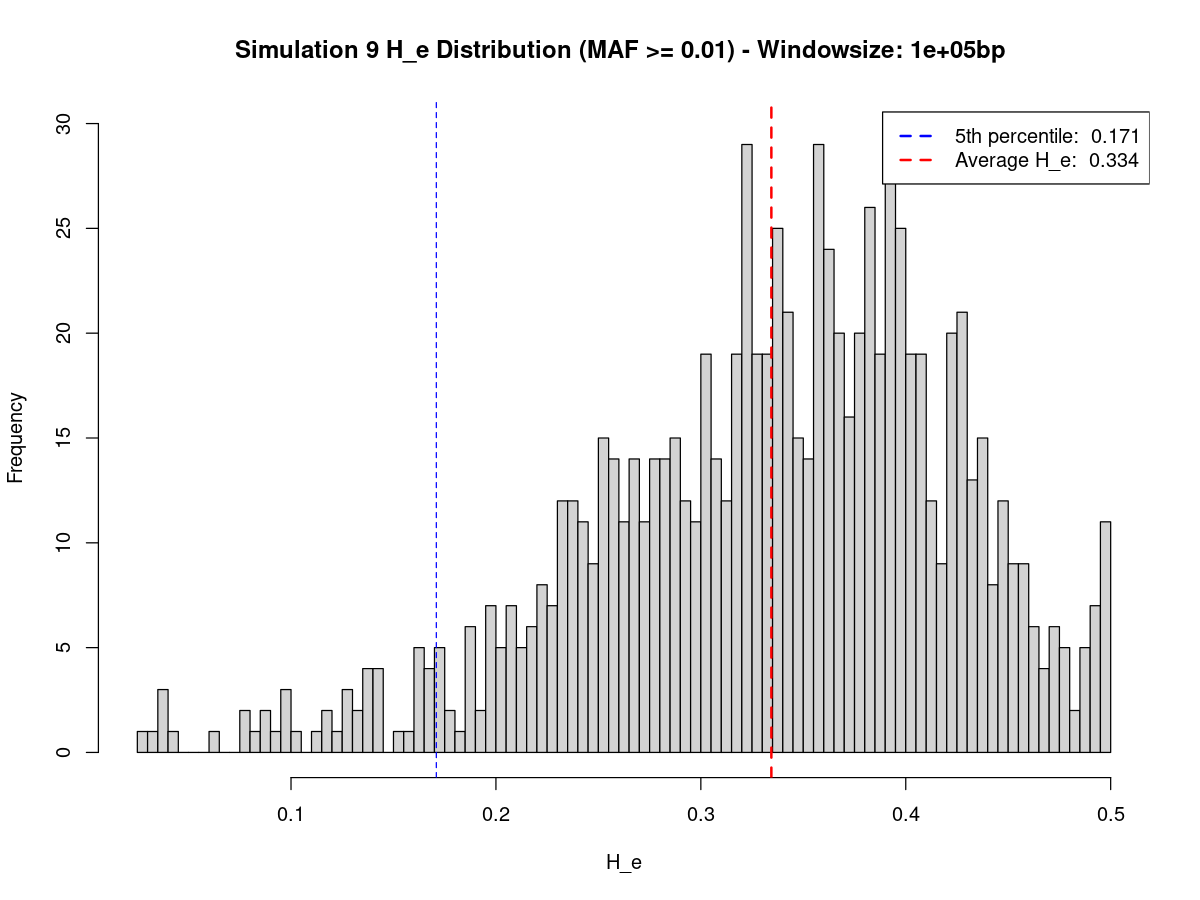 Simulation 9 H_e Distribution (MAF >= 0.01) - Windowsize: 1e+05bp
5th percentile: 0.171
Average H_e: 0.334
Frequency
30
25
20
15
10
5
0
0.1 0.2 0.3 0.4 0.5
H_e